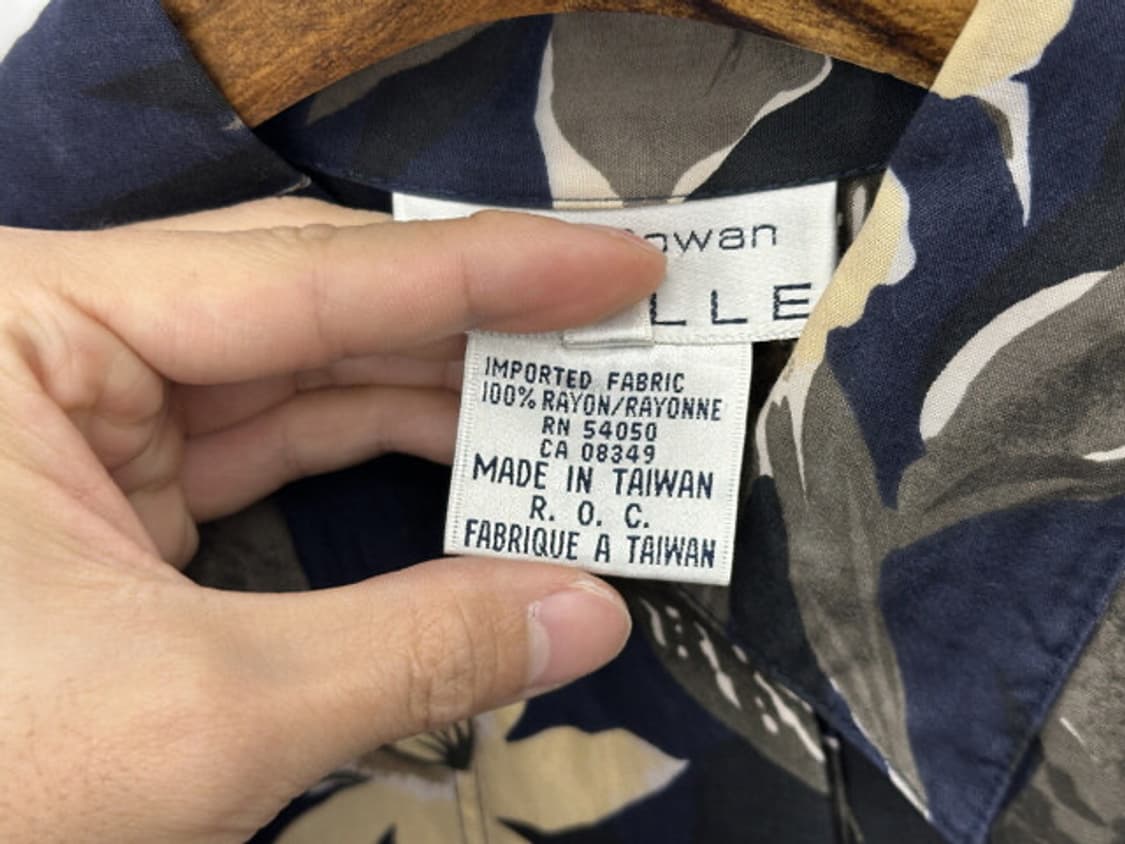 owan
LLE
IMPORTED FABRIC
100% RAYON/RAYONNE
RN 54050
CA 08349
MADE IN TAIWAN
R. O. C.
FABRIQUE A TAIWAN